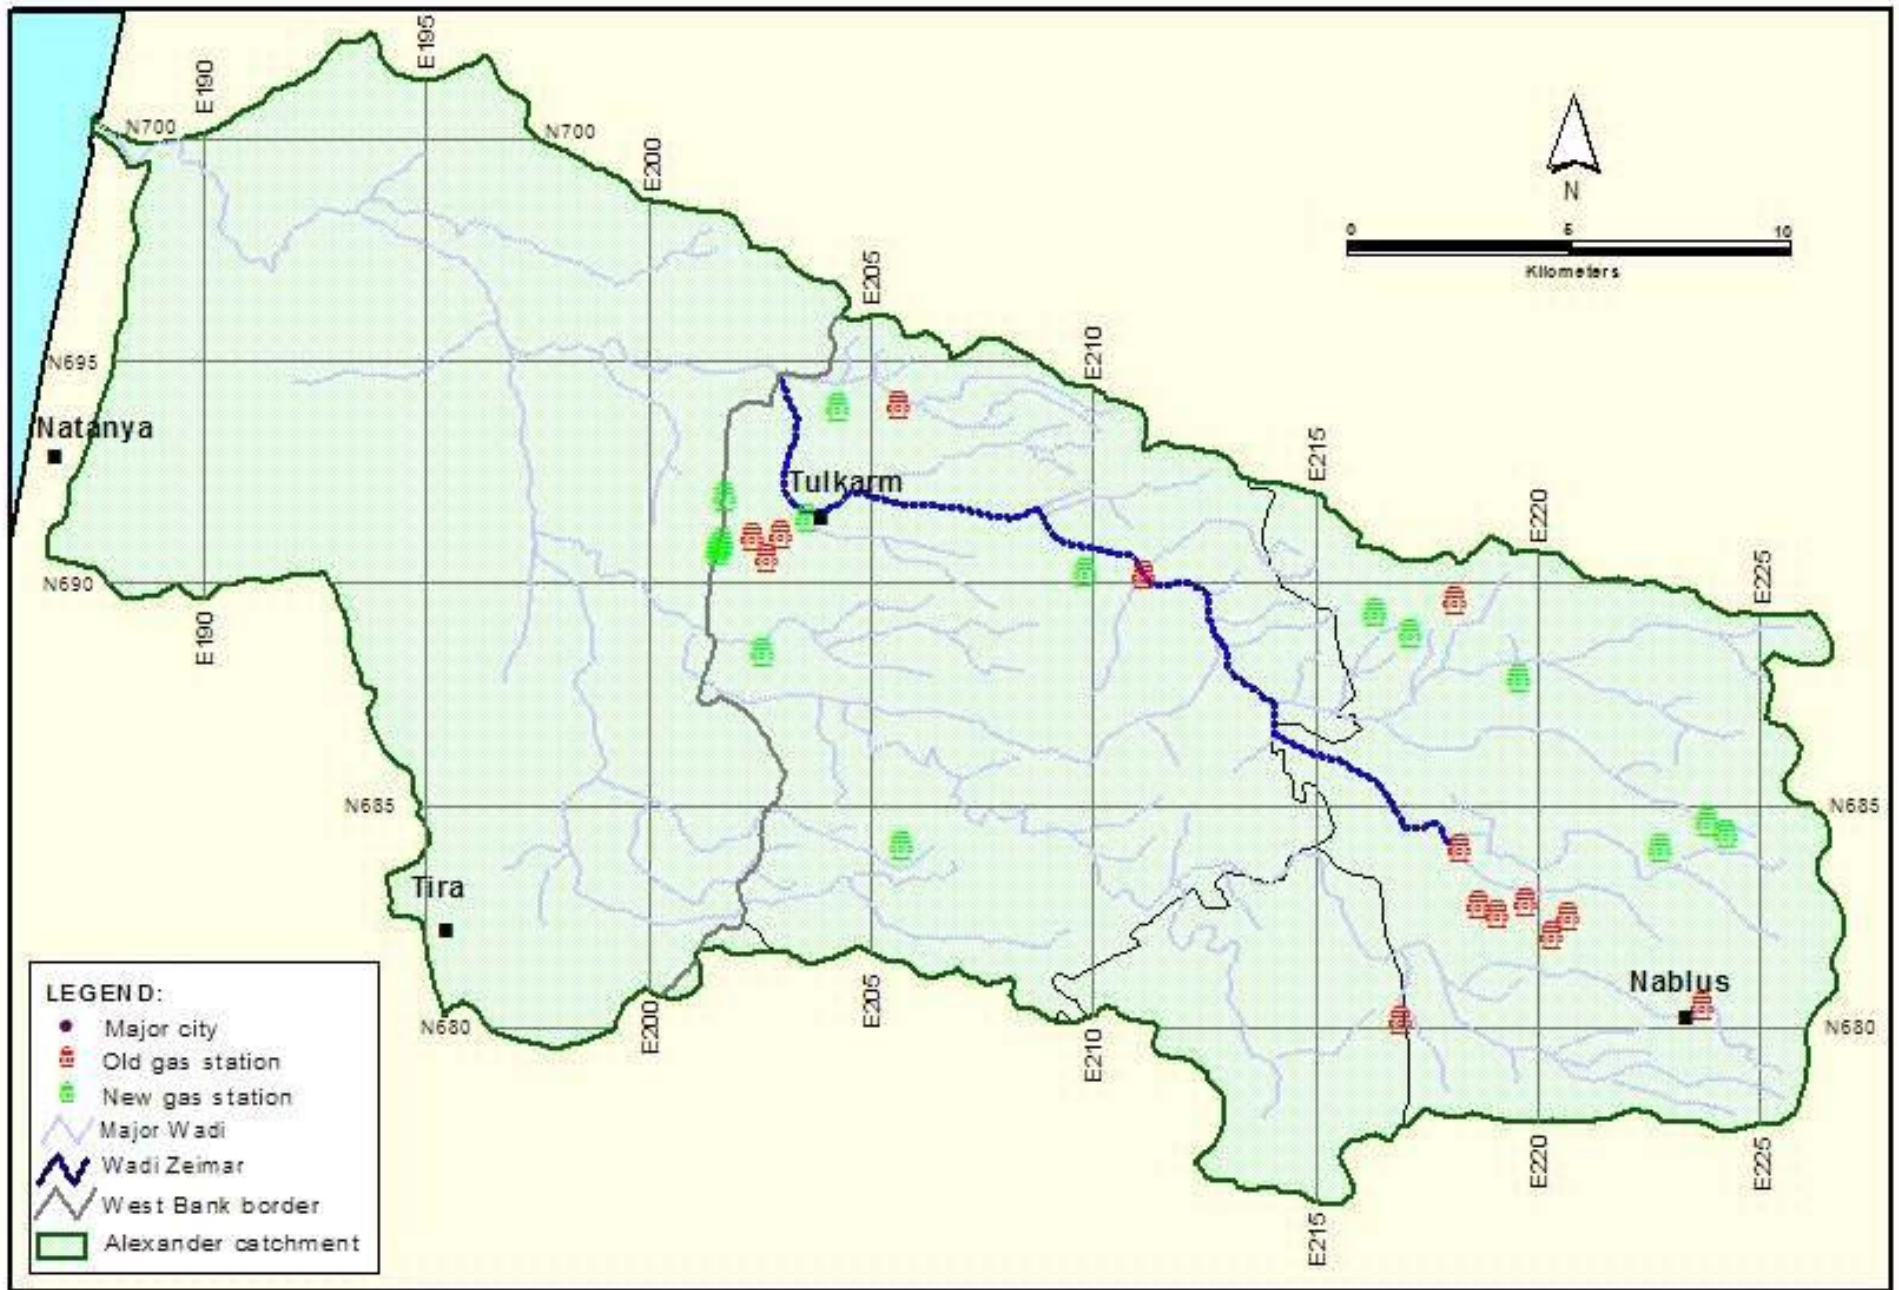 E195
E190
N700
N700
E200
N
0 5 10
Kilometers
E205
E210
N695
Natanya
E215
Tulkarm
E220
E225
N690
E190
N685
N685
Tira
Nablus
LEGEND:
Major city
Old gas station
New gas station
Major Wadi
Wadi Zeimar
West Bank border
Alexander catchment
N680
E200
E205
E210
N680
E220
E225
E215